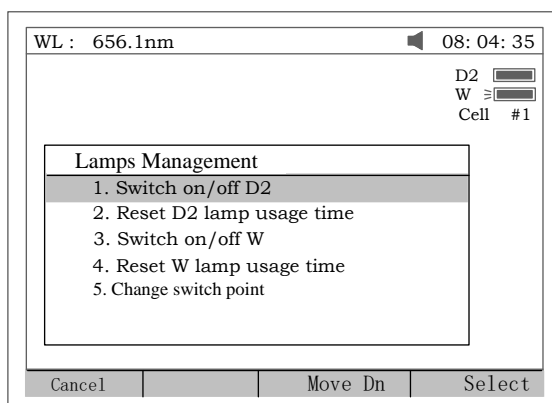 WL : 656.1nm 08: 04: 35
D2
W
Cell #1
Lamps Management
1. Switch on/off D2
2. Reset D2 lamp usage time
3. Switch on/off W
4. Reset W lamp usage time
5. Change switch point
Cancel Move Dn Select